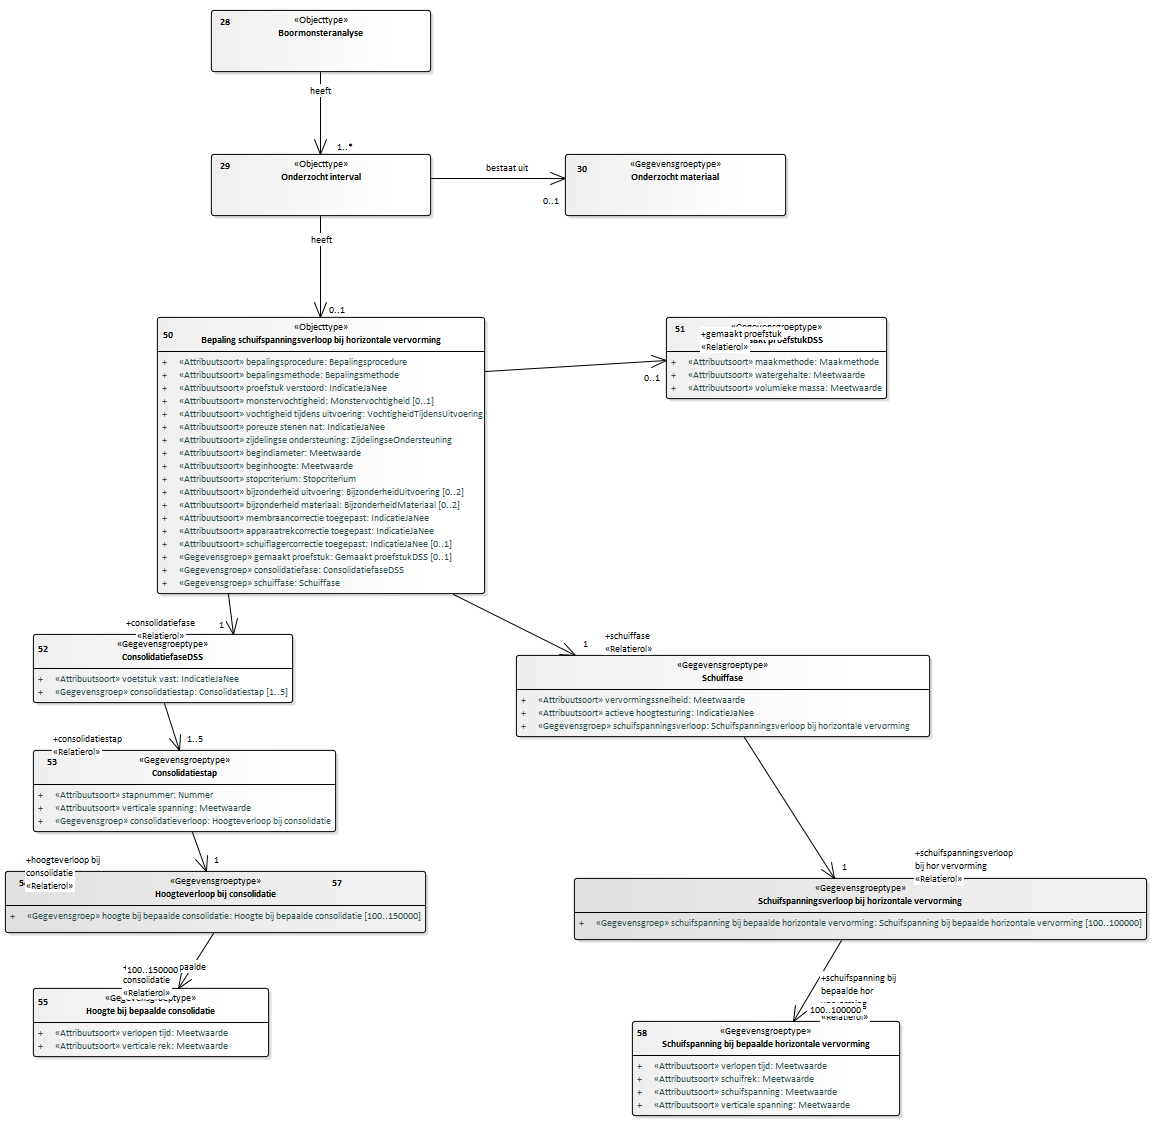 28
«Objecttype»
Boormonsteranalyse
heeft
1..*
29
«Objecttype»
Onderzocht interval
bestaat uit
0..1
30
«Gegevensgroeptype»
Onderzocht materiaal
heeft
0..1
50
«Objecttype»
Bepaling schuifspanningsverloop bij horizontale vervorming
+ «Attribuutsoort» bepalingsprocedure: Bepalingsprocedure
+ «Attribuutsoort» bepalingsmethode: Bepalingsmethode
+ «Attribuutsoort» proefstuk verstoord: IndicatieJaNee
+ «Attribuutsoort» monstervochtigheid: Monstervochtigheid [0..1]
+ «Attribuutsoort» vochtigheid tijdens uitvoering: VochtigheidTijdensUitvoering
+ «Attribuutsoort» poreuze stenen nat: IndicatieJaNee
+ «Attribuutsoort» zijdelingse ondersteuning: ZijdelingseOndersteuning
+ «Attribuutsoort» begindiameter: Meetwaarde
+ «Attribuutsoort» beginhoogte: Meetwaarde
+ «Attribuutsoort» stopcriterium: Stopcriterium
+ «Attribuutsoort» bijzonderheid uitvoering: BijzonderheidUitvoering [0..2]
+ «Attribuutsoort» bijzonderheid materiaal: BijzonderheidMateriaal [0..2]
+ «Attribuutsoort» membraancorrectie toegepast: IndicatieJaNee
+ «Attribuutsoort» apparaatrekcorrectie toegepast: IndicatieJaNee
+ «Attribuutsoort» schuiflagercorrectie toegepast: IndicatieJaNee [0..1]
+ «Gegevensgroep» gemaakt proefstuk: Gemaakt proefstukDSS [0..1]
+ «Gegevensgroep» consolidatiefase: ConsolidatiefaseDSS
+ «Gegevensgroep» schuiffase: Schuiffase
0..1
51
+gemaakt proefstuk
«Relatierol»
+ «Attribuutsoort» maakmethode: Maakmethode
+ «Attribuutsoort» watergehalte: Meetwaarde
+ «Attribuutsoort» volumieke massa: Meetwaarde
+consolidatiefase
«Relatierol»
1
52
«Gegevensgroeptype»
ConsolidatiefaseDSS
+ «Attribuutsoort» voetstuk vast: IndicatieJaNee
+ «Gegevensgroep» consolidatiestap: Consolidatiestap [1..5]
1
+schuiffase
«Relatierol»
«Gegevensgroeptype»
Schuiffase
+ «Attribuutsoort» vervormingssnelheid: Meetwaarde
+ «Attribuutsoort» actieve hoogtesturing: IndicatieJaNee
+ «Gegevensgroep» schuifspanningsverloop: Schuifspanningsverloop bij horizontale vervorming
+consolidatiestap
«Relatierol»
1..5
53
«Gegevensgroeptype»
Consolidatiestap
+ «Attribuutsoort» stapnummer: Nummer
+ «Attribuutsoort» verticale spanning: Meetwaarde
+ «Gegevensgroep» consolidatieverloop: Hoogteverloop bij consolidatie
+hoogteverloop bij
consolidatie
«Relatierol»
1
«Gegevensgroeptype»
57
Hoogteverloop bij consolidatie
+ «Gegevensgroep» hoogte bij bepaalde consolidatie: Hoogte bij bepaalde consolidatie [100..150000]
1
+schuifspanningsverloop
bij hor vervorming
«Relatierol»
«Gegevensgroeptype»
Schuifspanningsverloop bij horizontale vervorming
+ «Gegevensgroep» schuifspanning bij bepaalde horizontale vervorming: Schuifspanning bij bepaalde horizontale vervorming [100..100000]
100..150000
consolidatie
«Relatierol»
55
Hoogte bij bepaalde consolidatie
+ «Attribuutsoort» verlopen tijd: Meetwaarde
+ «Attribuutsoort» verticale rek: Meetwaarde
+schuifspanning bij
bepaalde hor
100..100000
58
«Gegevensgroeptype»
Schuifspanning bij bepaalde horizontale vervorming
+ «Attribuutsoort» verlopen tijd: Meetwaarde
+ «Attribuutsoort» schuifrek: Meetwaarde
+ «Attribuutsoort» schuifspanning: Meetwaarde
+ «Attribuutsoort» verticale spanning: Meetwaarde